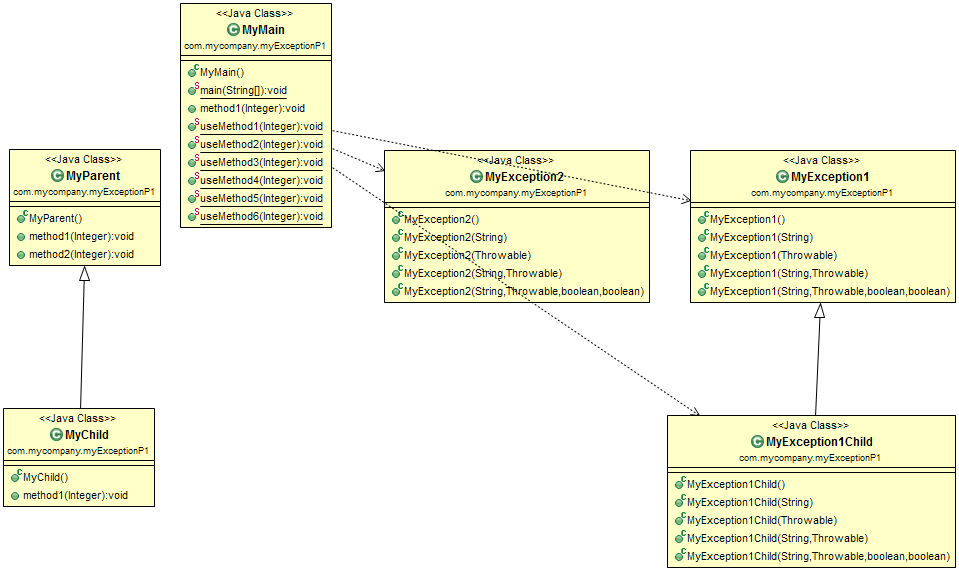 <<Java Class>>
MyMain
com.mycompany.myExceptionP1
MyMain()
main(String[]):void
method1(Integer):void
useMethod1(Integer):void
useMethod2(Integer):void
useMethod3(Integer):void
useMethod4(Integer):void
useMethod5(Integer):void
useMethod6(Integer):void
<<Java Class>>
MyParent
com.mycompany.myExceptionP1
MyParent()
method1(Integer):void
method2(Integer):void
<<Java Class>>
MyException2
com.mycompany.myExceptionP1
MyException2()
MyException2(String)
MyException2(Throwable)
MyException2(String,Throwable)
MyException2(String,Throwable,boolean,boolean)
<<Java Class>>
MyException1
com.mycompany.myExceptionP1
MyException1()
MyException1(String)
MyException1(Throwable)
MyException1(String,Throwable)
MyException1(String,Throwable,boolean,boolean)
<<Java Class>>
MyChild
com.mycompany.myExceptionP1
MyChild()
method1(Integer):void
<<Java Class>>
MyException1Child
com.mycompany.myExceptionP1
MyException1Child()
MyException1Child(String)
MyException1Child(Throwable)
MyException1Child(String,Throwable)
MyException1Child(String,Throwable,boolean,boolean)